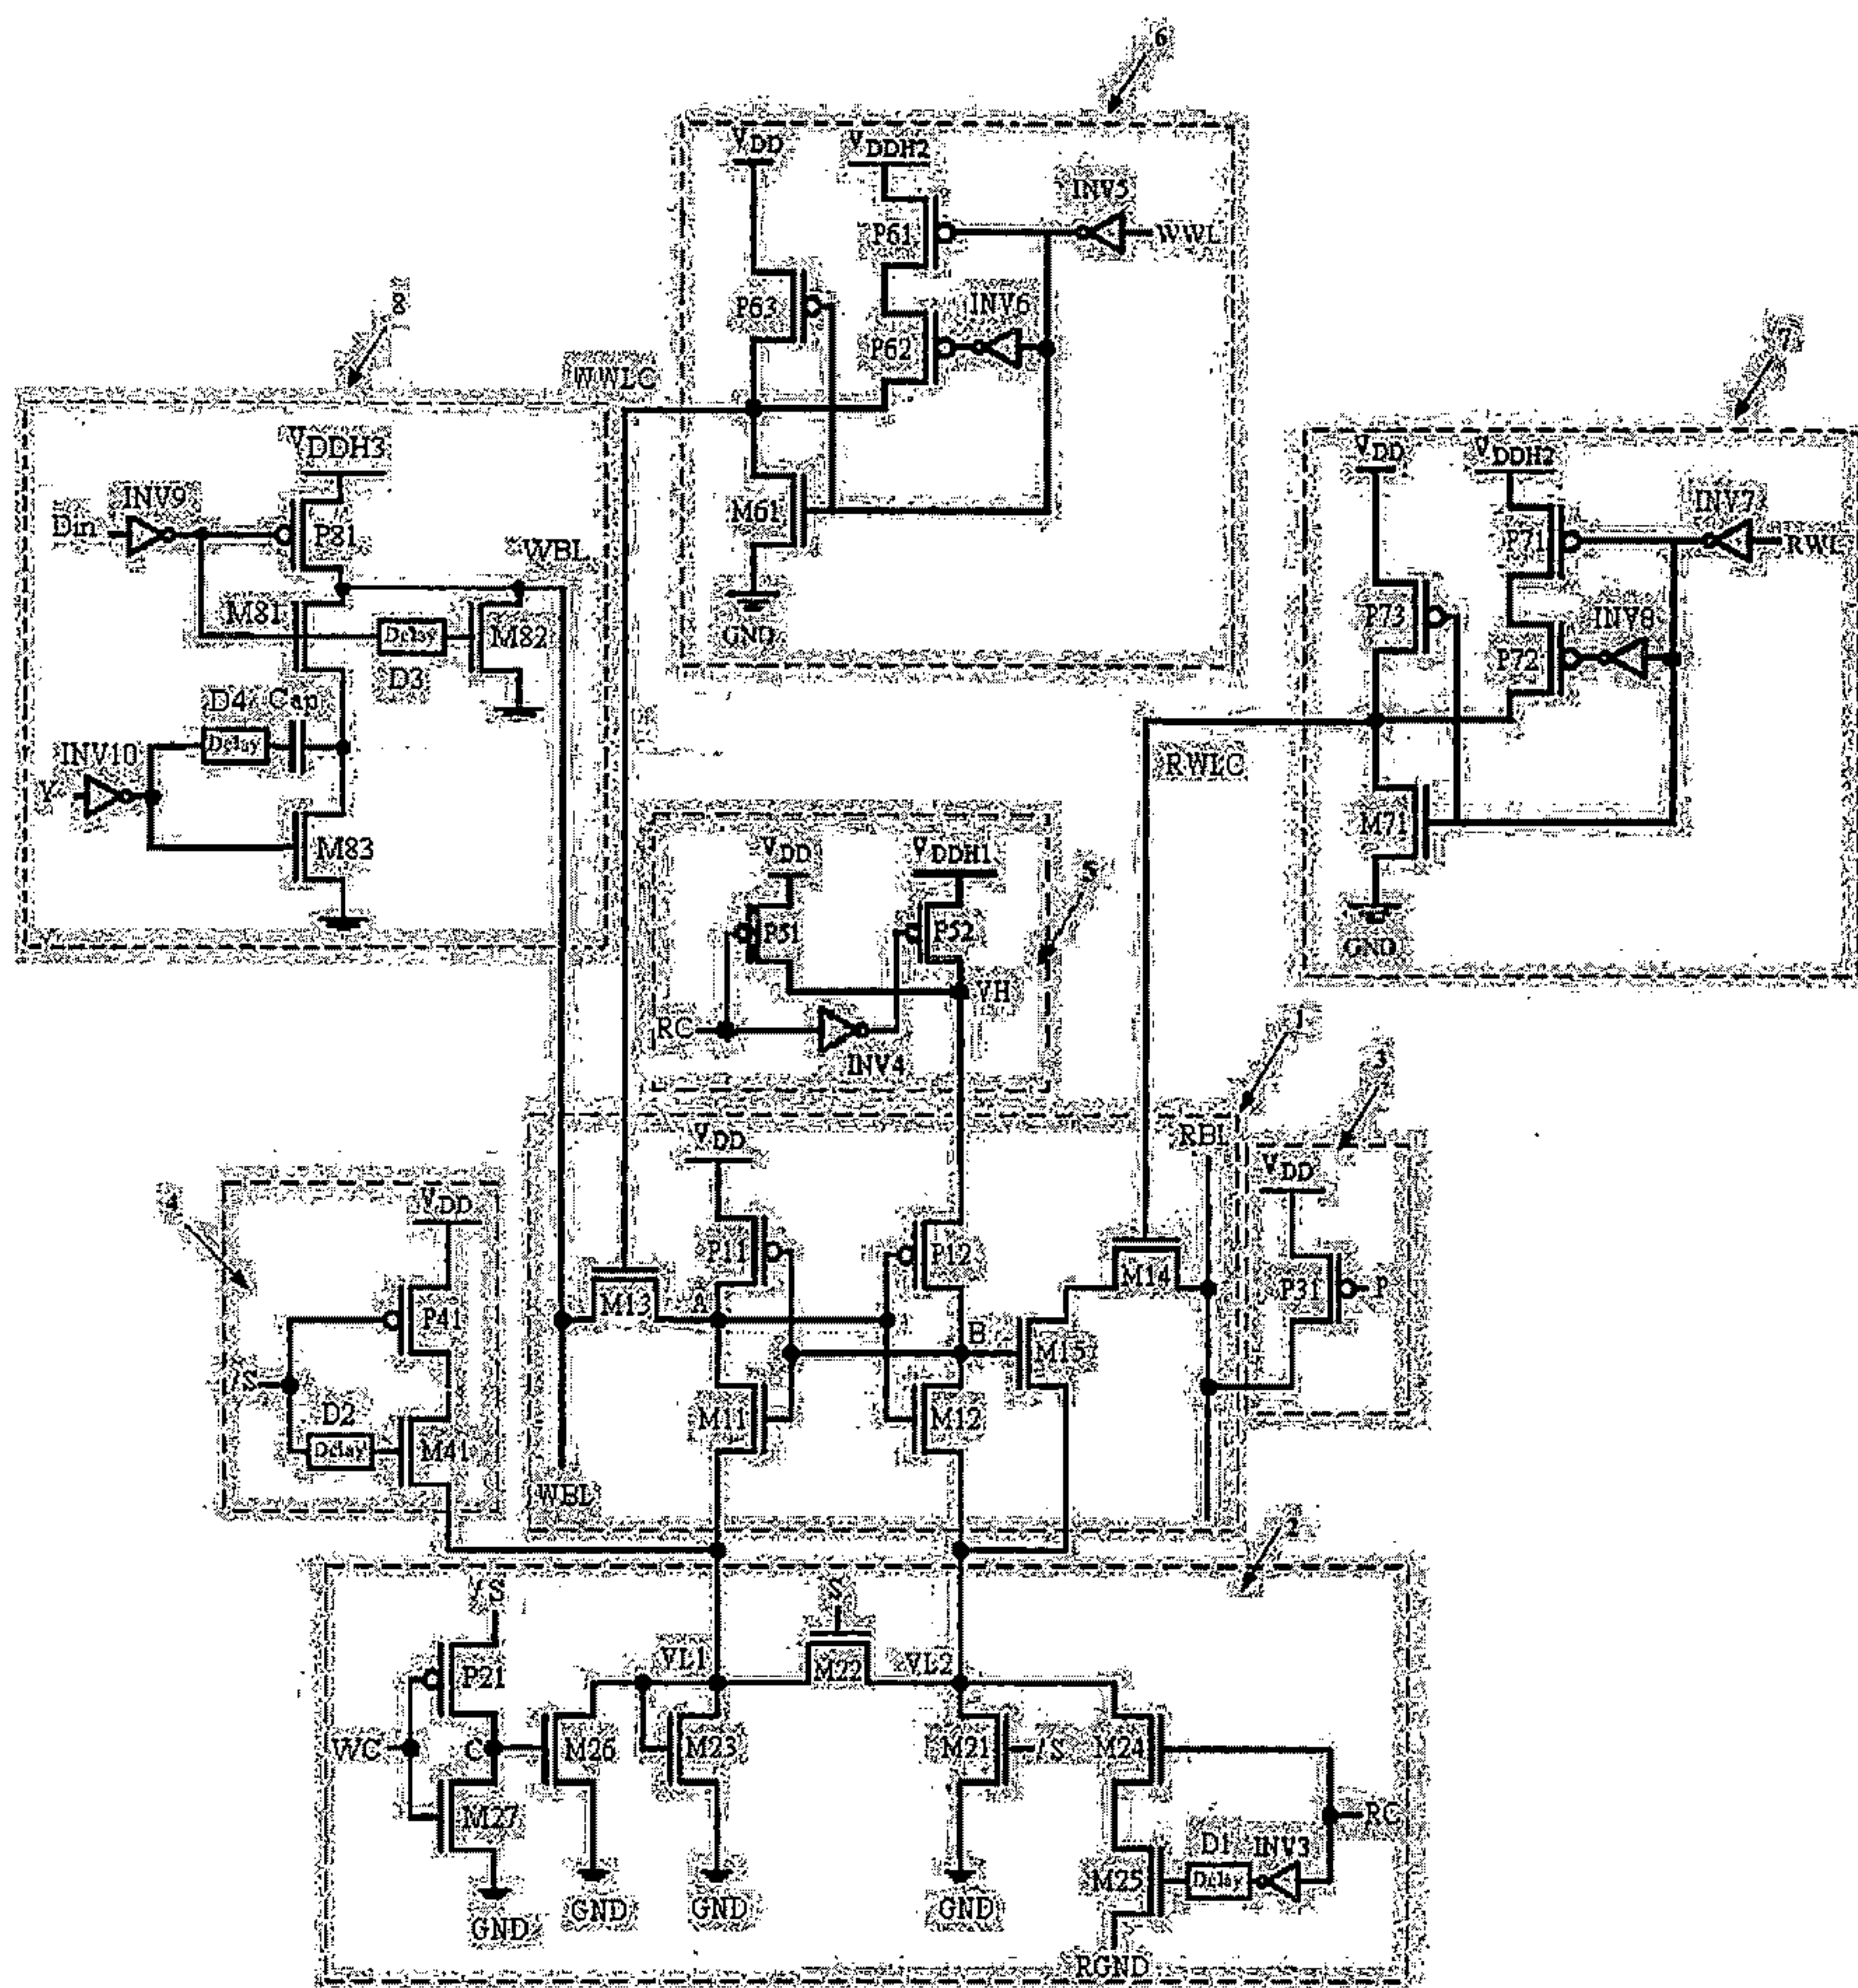 6
VDD
VDDH2
INV5
WWL
P61
P63
INV6
P62
M61
GND
8
WWLC
VDDH3
INV9
Din
P81
WBL
M81
Delay
M82
D3
D4
Cap
Delay
INV10
Y
M83
7
VDD
VDDH2
INV7
RWL
P71
P73
INV8
P72
M71
GND
RWLC
VDD
VDDH1
5
P51
P52
VH
RC
INV4
1
3
VDD
RBL
VDD
4
VDD
P11
P12
M14
P31
P
M13
A
P41
B
M15
/S
D2
Delay
M41
M11
M12
WBL
2
/S
S
VL1
M22
VL2
P21
WC
C
M26
M23
M21
/S
M24
M27
RC
D1
INV3
M25
Delay
GND
GND
GND
GND
RGND